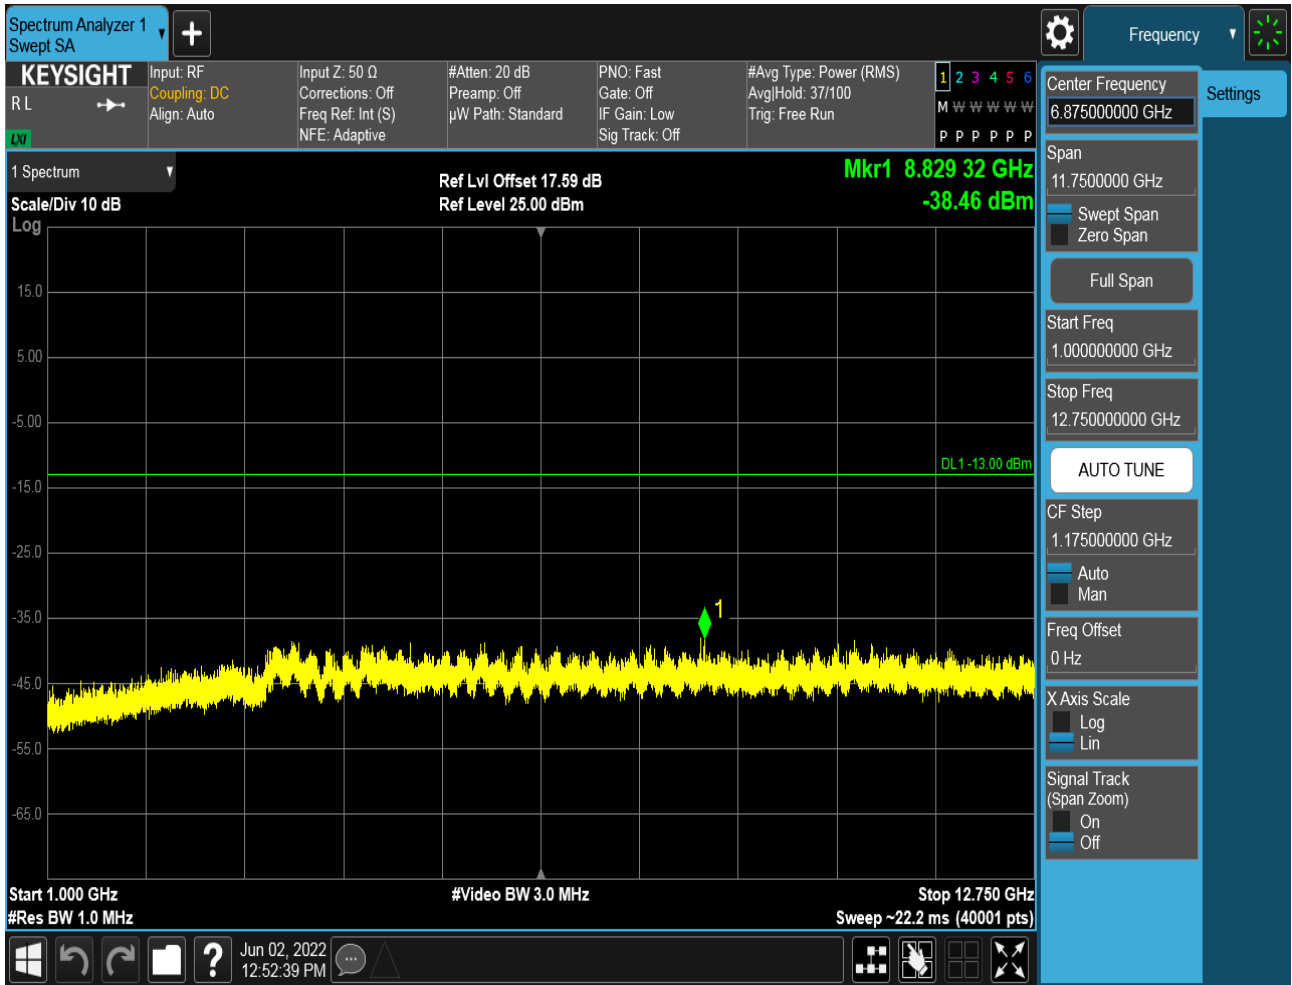 Spectrum Analyzer 1
Swept SA
+
Frequency
KEYSIGHT
R L
LXI
Input: RF
Coupling: DC
Align: Auto
Input Z: 50 Ω
Corrections: Off
Freq Ref: Int (S)
NFE: Adaptive
#Atten: 20 dB
Preamp: Off
µW Path: Standard
PNO: Fast
Gate: Off
IF Gain: Low
Sig Track: Off
#Avg Type: Power (RMS)
Avg|Hold: 37/100
Trig: Free Run
1 2 3 4 5 6
M W W W W W
P P P P P P
1 Spectrum
Scale/Div 10 dB
Log
Ref Lvl Offset 17.59 dB
Ref Level 25.00 dBm
Mkr1 8.829 32 GHz
-38.46 dBm
15.0
5.00
-5.00
DL1 -13.00 dBm
-15.0
-25.0
-35.0
1
-45.0
-55.0
-65.0
Start 1.000 GHz
#Video BW 3.0 MHz
Stop 12.750 GHz
#Res BW 1.0 MHz
Sweep ~22.2 ms (40001 pts)
?
Jun 02, 2022
12:52:39 PM
Center Frequency
6.875000000 GHz
Settings
Span
11.7500000 GHz
Swept Span
Zero Span
Full Span
Start Freq
1.000000000 GHz
Stop Freq
12.750000000 GHz
AUTO TUNE
CF Step
1.175000000 GHz
Auto
Man
Freq Offset
0 Hz
X Axis Scale
Log
Lin
Signal Track
(Span Zoom)
On
Off